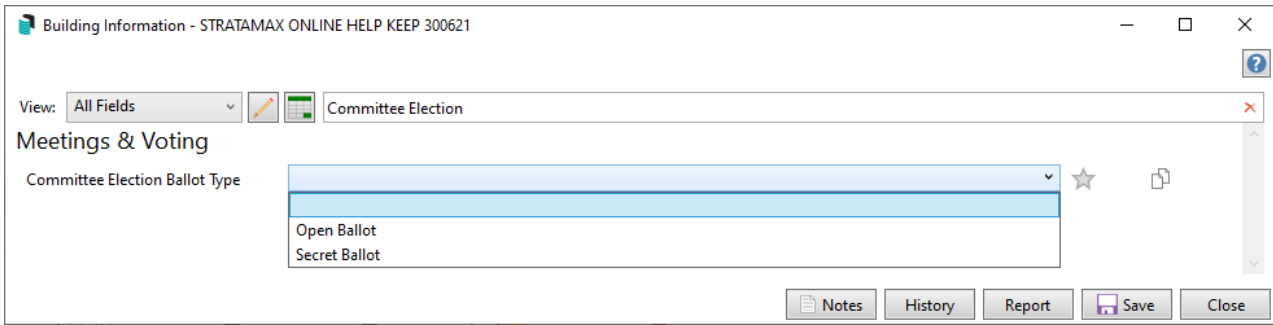 Building Information - STRATAMAX ONLINE HELP KEEP 300621
View: All Fields Committee Election
Meetings & Voting
Committee Election Ballot Type
Open Ballot
Secret Ballot
Notes History Report Save Close